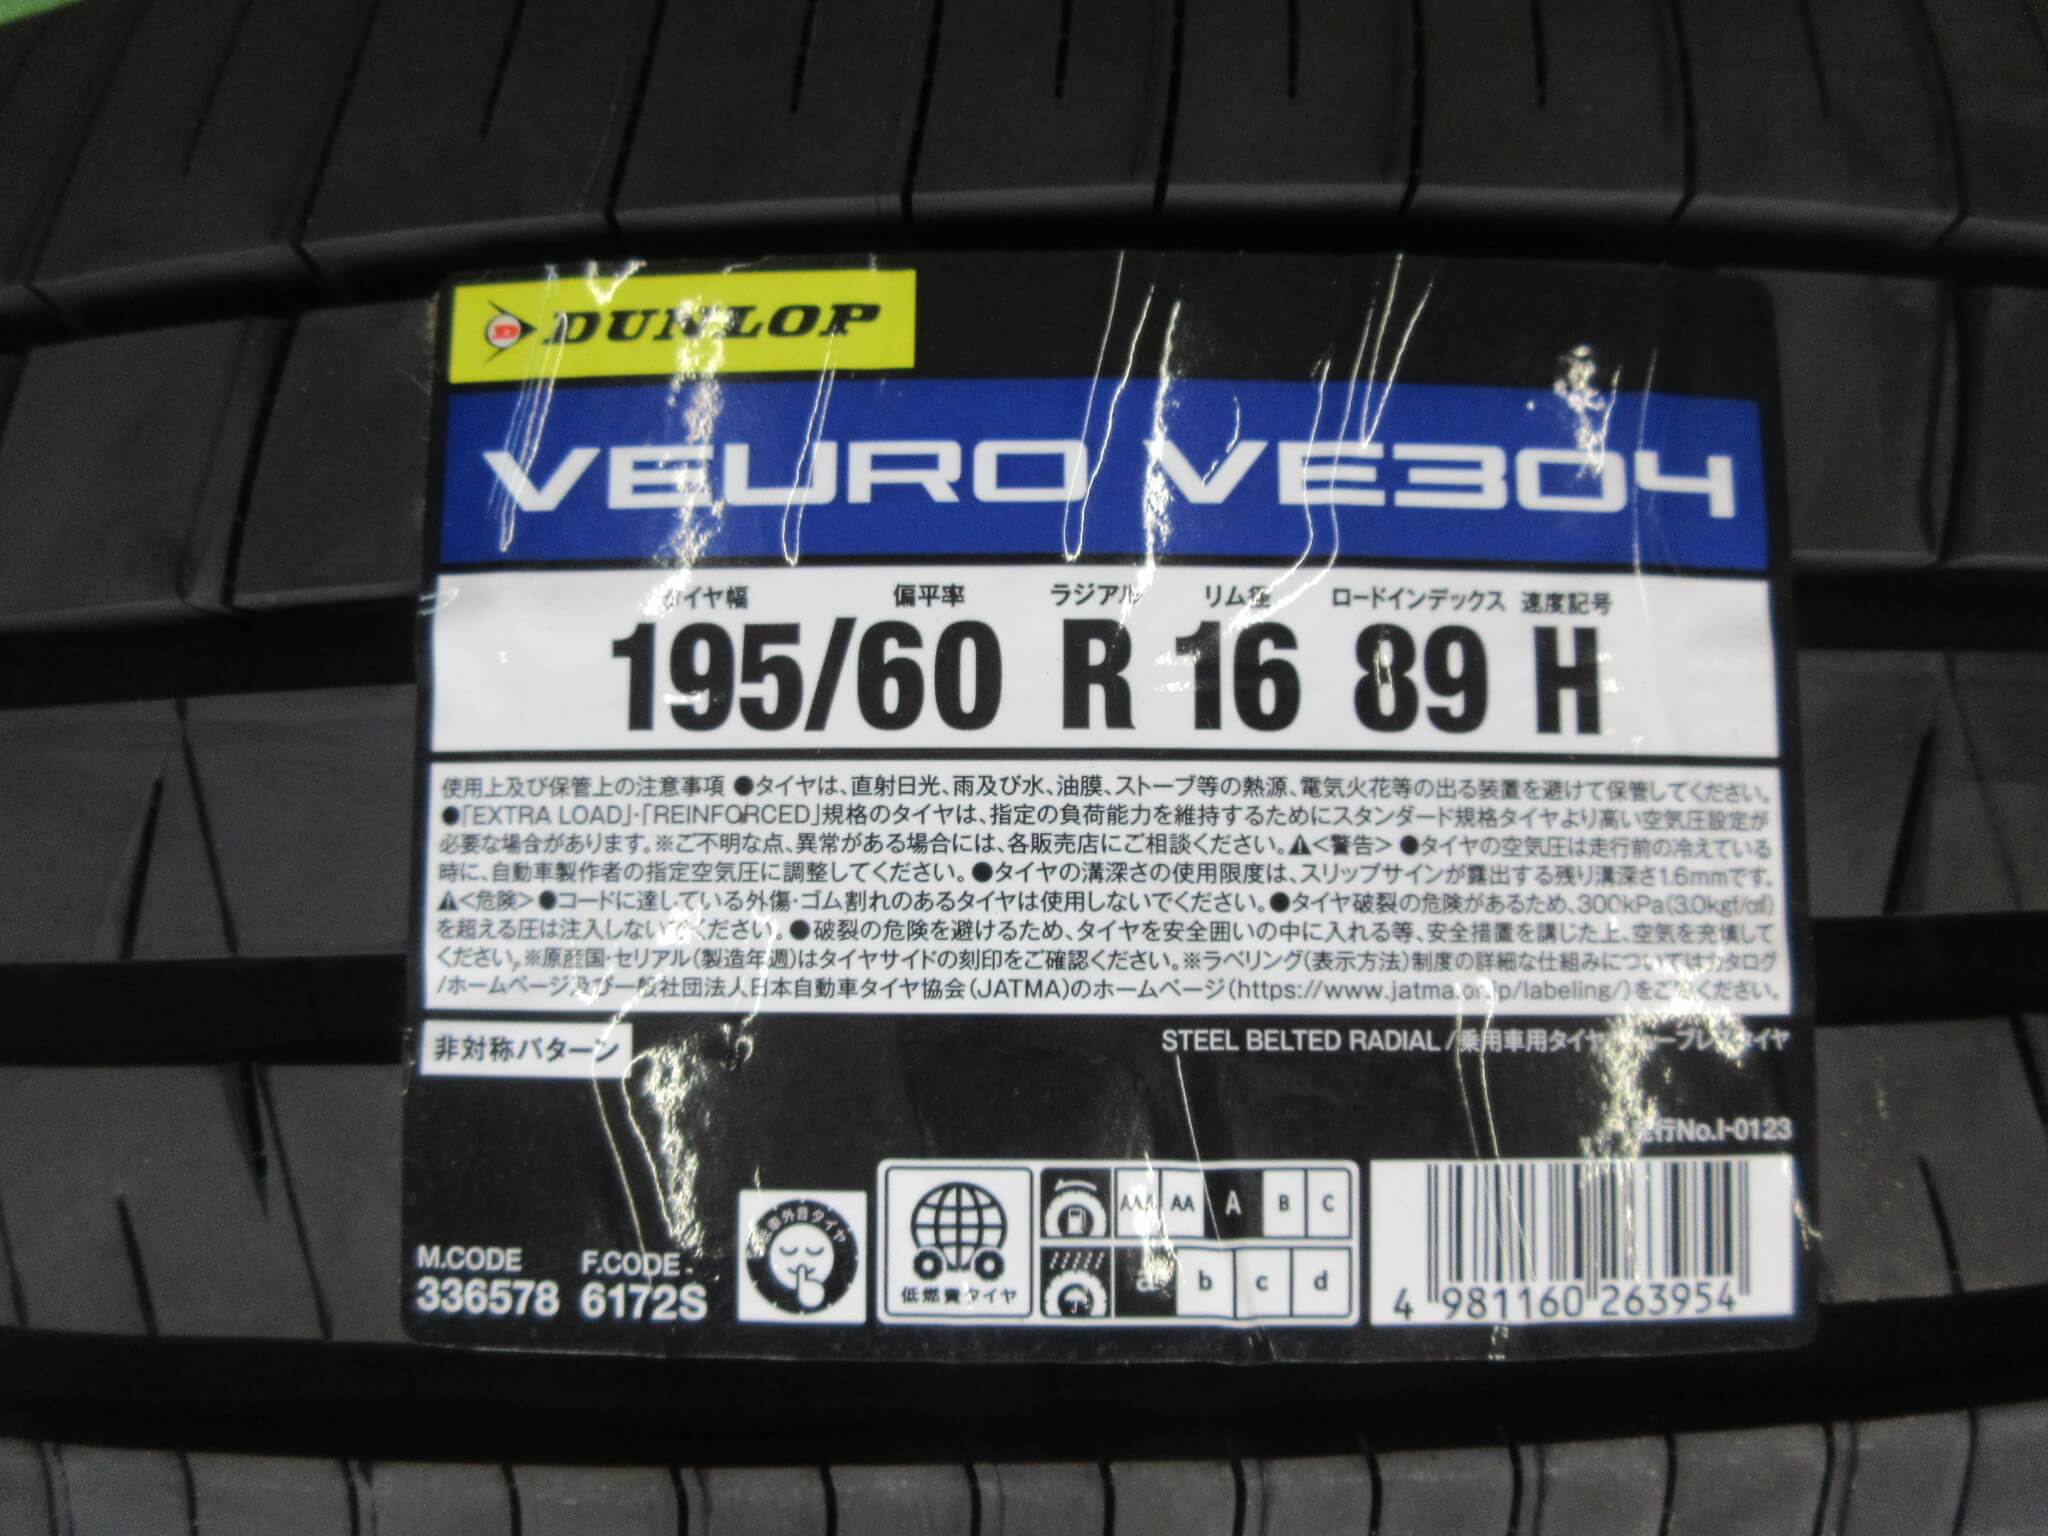 DUNLOP
VEURO VE304
タイヤ幅 偏平率 ラジアル リム径 ロードインデックス 速度記号
195/60 R 16 89 H
使用上及び保管上の注意事項 ●タイヤは、直射日光、雨及び水、油膜、ストーブ等の熱源、電気火花等の出る装置を避けて保管してください。
●「EXTRA LOAD」・「REINFORCED」規格のタイヤは、指定の負荷能力を維持するためにスタンダード規格タイヤより高い空気圧設定が
必要な場合があります。※ご不明な点、異常がある場合には、各販売店にご相談ください。⚠<警告> ●タイヤの空気圧は走行前の冷えている
時に、自動車製作者の指定空気圧に調整してください。●タイヤの溝深さの使用限度は、スリップサインが露出する残り溝深さ1.6mmです。
⚠<危険> ●コードに達している外傷・ゴム割れのあるタイヤは使用しないでください。●タイヤ破裂の危険があるため、300kPa(3.0kgf/c㎡)
を超える圧は注入しないでください。●破裂の危険を避けるため、タイヤを安全囲いの中に入れる等、安全措置を講じた上、空気を充填して
ください。※原産国・セリアル(製造年週)はタイヤサイドの刻印をご確認ください。※ラベリング(表示方法)制度の詳細な仕組みについてはカタログ
/ホームページ及び一般社団法人日本自動車タイヤ協会(JATMA)のホームページ(https://www.jatma.or.jp/labeling/)をご覧ください。
非対称パターン
STEEL BELTED RADIAL/乗用車用タイヤ チューブレスタイヤ
発行No.I-0123
M.CODE F.CODE
336578 6172S
車外音タイヤ
低燃費タイヤ
AAA AA A B C
a b c d
4 981160 263954